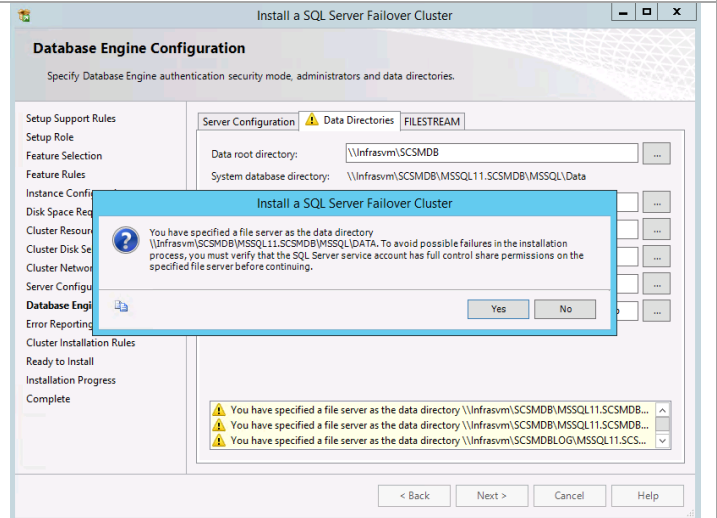 Install a SQL Server Failover Cluster
Database Engine Configuration
Specify Database Engine authentication security mode, administrators and data directories.
Setup Support Rules
Setup Role
Feature Selection
Feature Rules
Instance Confi
Disk Space Req
Cluster Resour
Cluster Disk Se
Cluster Networ
Server Configu
Database Engi
Error Reporting
Cluster Installation Rules
Ready to Install
Installation Progress
Complete
Server Configuration Data Directories FILESTREAM
Data root directory: \\Infrasvm\SCSMDB ...
System database directory: \\Infrasvm\SCSMDB\MSSQL11.SCSMDB\MSSQL\Data
...
...
...
...
...
Install a SQL Server Failover Cluster
You have specified a file server as the data directory
\\Infrasvm\SCSMDB\MSSQL11.SCSMDB\MSSQL\DATA. To avoid possible failures in the installation
process, you must verify that the SQL Server service account has full control share permissions on the
specified file server before continuing.
Yes No
You have specified a file server as the data directory \\Infrasvm\SCSMDB\MSSQL11.SCSMDB...
You have specified a file server as the data directory \\Infrasvm\SCSMDB\MSSQL11.SCSMDB...
You have specified a file server as the data directory \\Infrasvm\SCSMDBLOG\MSSQL11.SCS...
< Back Next > Cancel Help